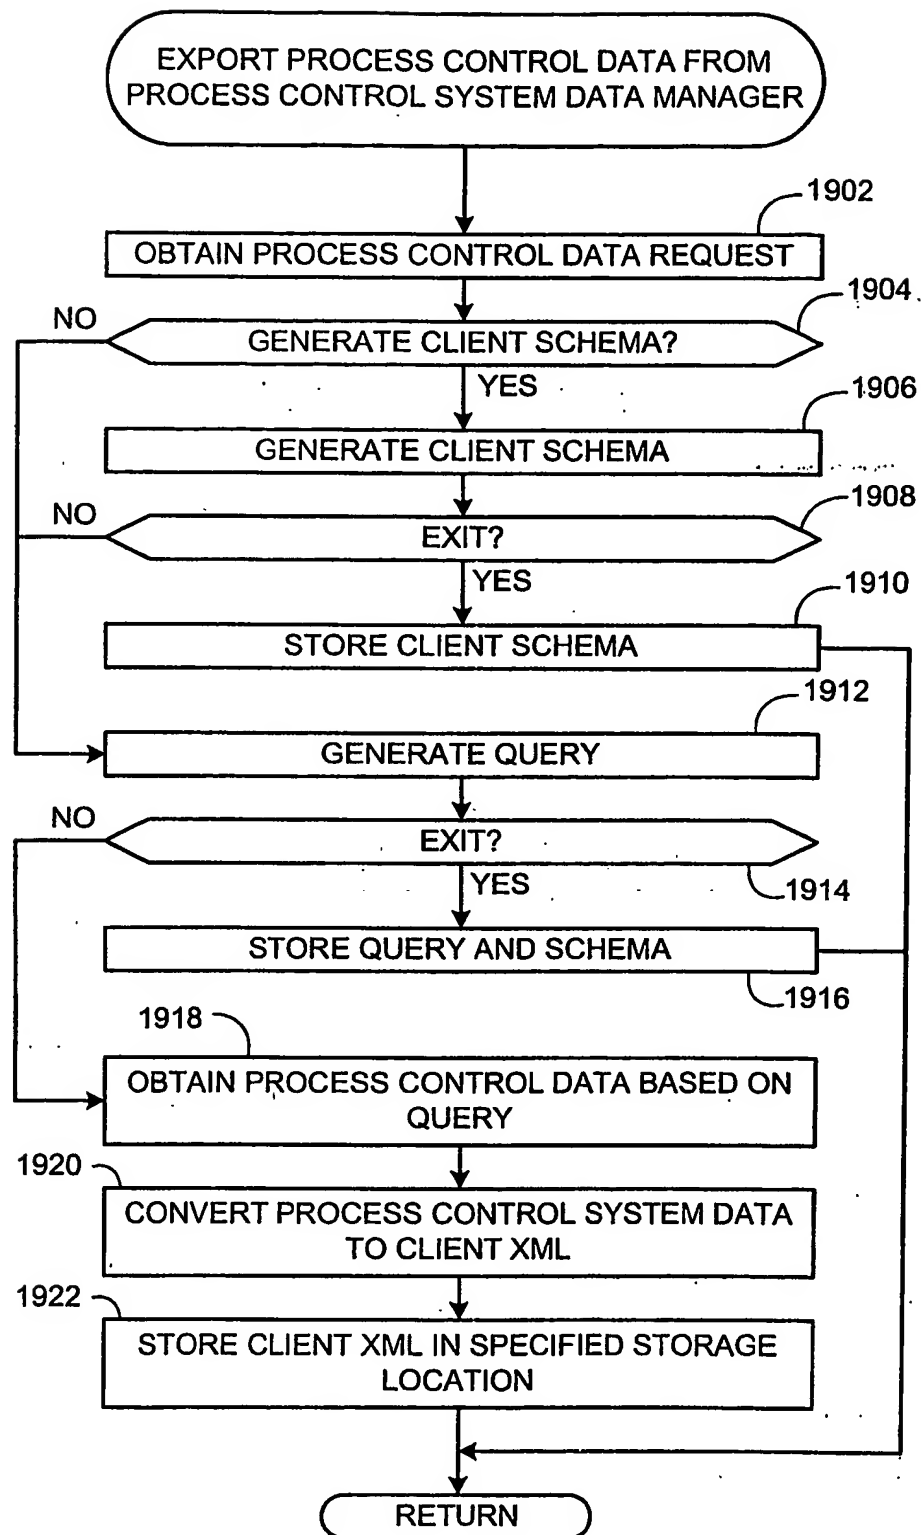 EXPORT PROCESS CONTROL DATA FROM
PROCESS CONTROL SYSTEM DATA MANAGER
1902
OBTAIN PROCESS CONTROL DATA REQUEST
1904
NO
GENERATE CLIENT SCHEMA?
YES
1906
GENERATE CLIENT SCHEMA
1908
NO
EXIT?
YES
1910
STORE CLIENT SCHEMA
1912
GENERATE QUERY
NO
EXIT?
1914
YES
STORE QUERY AND SCHEMA
1916
1918
OBTAIN PROCESS CONTROL DATA BASED ON
QUERY
1920
CONVERT PROCESS CONTROL SYSTEM DATA
TO CLIENT XML
1922
STORE CLIENT XML IN SPECIFIED STORAGE
LOCATION
RETURN